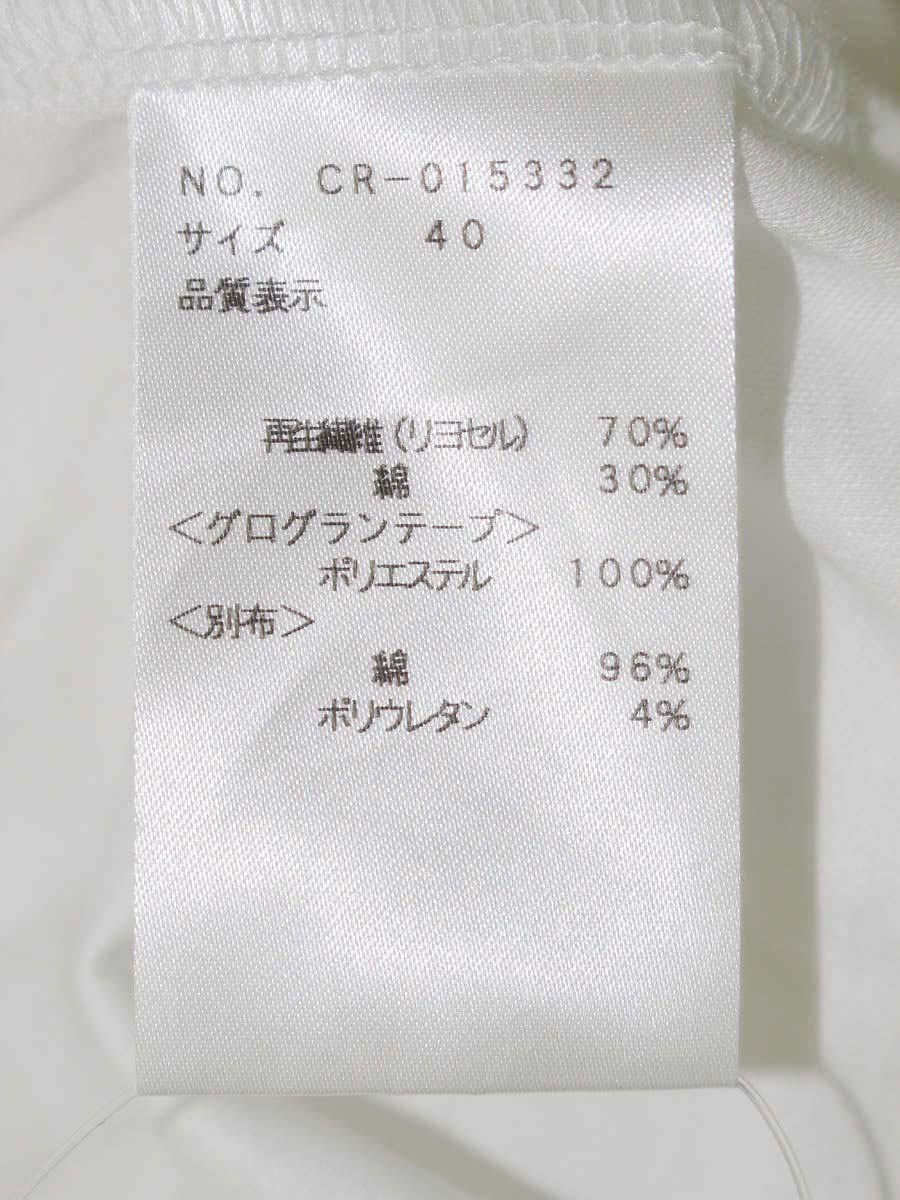 NO. CR-015332
サイズ 40
品質表示
再生繊維(リヨセル) 70%
綿 30%
<グログランテープ>
ポリエステル 100%
<別布>
綿 96%
ポリウレタン 4%